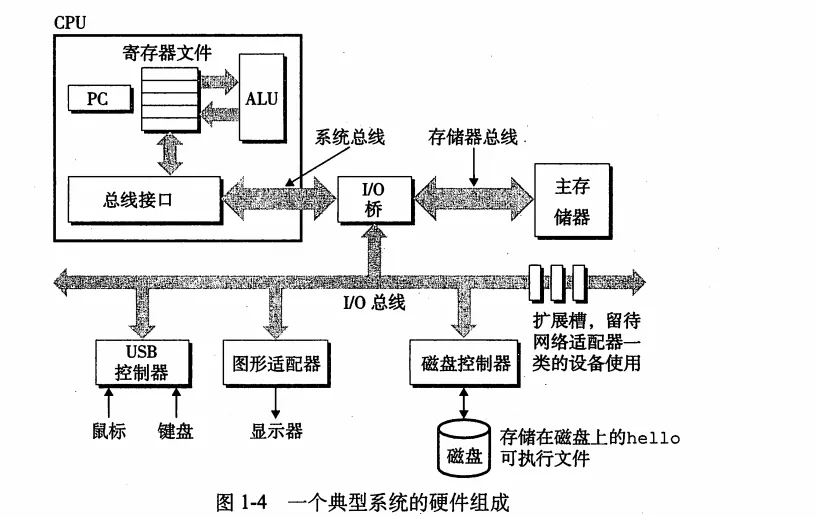 CPU
寄存器文件
PC
ALU
系统总线
存储器总线
总线接口
I/O
桥
主存
储器
I/O 总线
扩展槽，留待
网络适配器一
类的设备使用
USB
控制器
图形适配器
磁盘控制器
鼠标
键盘
显示器
磁盘
存储在磁盘上的hello
可执行文件
图 1-4 一个典型系统的硬件组成